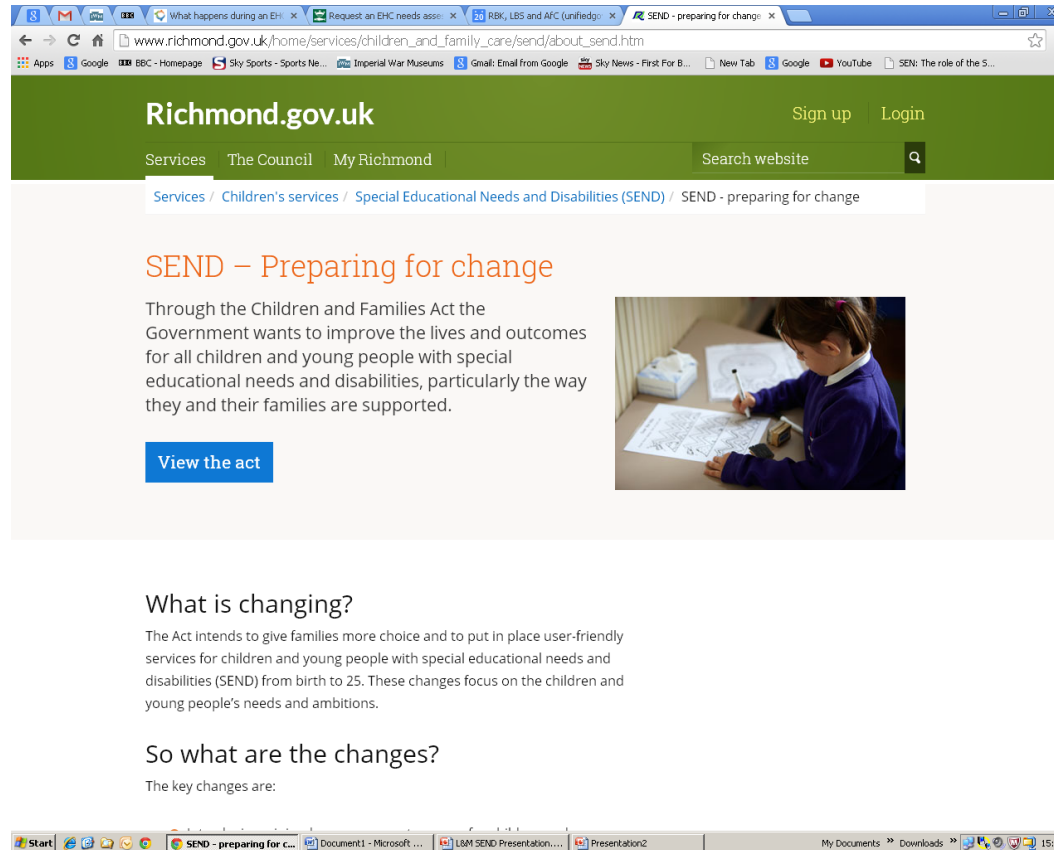 What happens during an EH
Request an EHC needs asse
RBK, LBS and AfC (unifiedgo
SEND - preparing for change
www.richmond.gov.uk/home/services/children_and_family_care/send/about_send.htm
Apps Google BBC - Homepage Sky Sports - Sports Ne... Imperial War Museums Gmail: Email from Google Sky News - First For B... New Tab Google YouTube SEN: The role of the S...
Richmond.gov.uk
Sign up Login
Services The Council My Richmond
Search website
Services / Children's services / Special Educational Needs and Disabilities (SEND) / SEND - preparing for change
SEND – Preparing for change
Through the Children and Families Act the
Government wants to improve the lives and outcomes
for all children and young people with special
educational needs and disabilities, particularly the way
they and their families are supported.
View the act
What is changing?
The Act intends to give families more choice and to put in place user-friendly
services for children and young people with special educational needs and
disabilities (SEND) from birth to 25. These changes focus on the children and
young people's needs and ambitions.
So what are the changes?
The key changes are:
Start SEND - preparing for c... Document1 - Microsoft ... L&M SEND Presentation.... Presentation2 My Documents » Downloads »